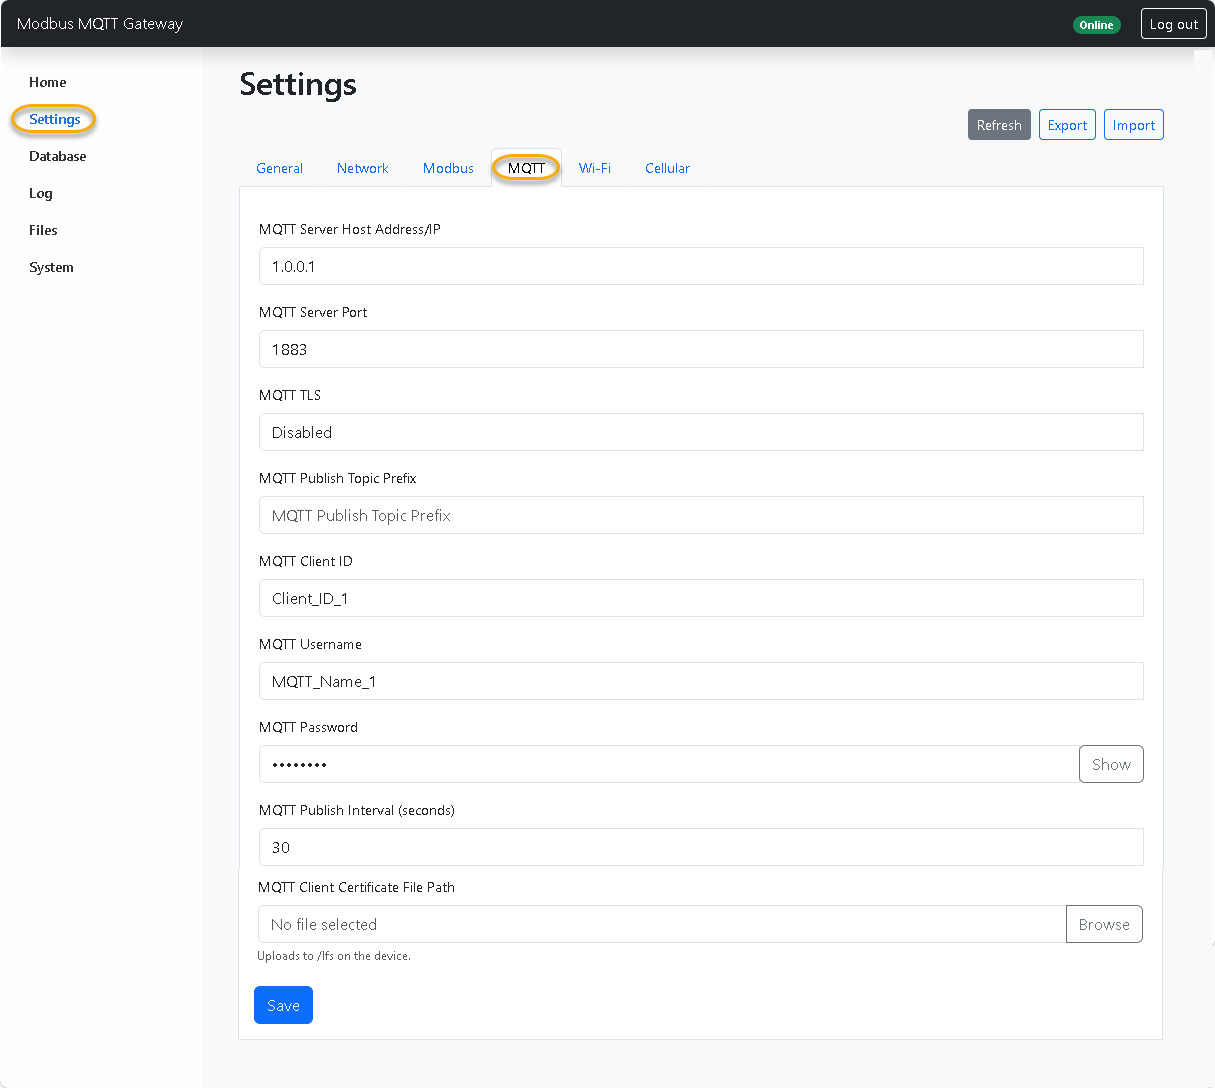 Modbus MQTT Gateway
Online
Log out
Home
Settings
Database
Log
Files
System
Settings
Refresh
Export
Import
General
Network
Modbus
MQTT
Wi-Fi
Cellular
MQTT Server Host Address/IP
1.0.0.1
MQTT Server Port
1883
MQTT TLS
Disabled
MQTT Publish Topic Prefix
MQTT Publish Topic Prefix
MQTT Client ID
Client_ID_1
MQTT Username
MQTT_Name_1
MQTT Password
••••••••
Show
MQTT Publish Interval (seconds)
30
MQTT Client Certificate File Path
No file selected
Browse
Uploads to /lfs on the device.
Save